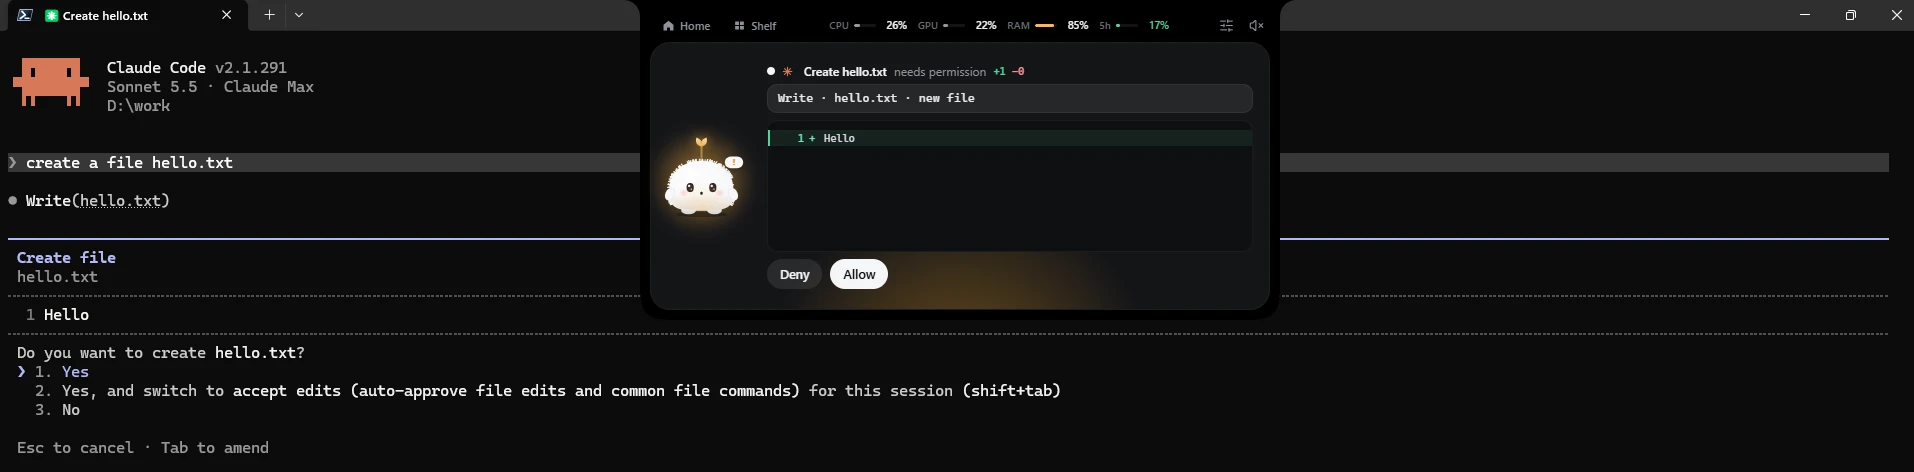 Create hello.txt
Home Shelf CPU 26% GPU 22% RAM 85% 5h 17%
Claude Code v2.1.291
Sonnet 5.5 · Claude Max
D:\work
Create hello.txt needs permission +1 −0
Write · hello.txt · new file
1 + Hello
!
Deny Allow
❯ create a file hello.txt
● Write(hello.txt)
Create file
hello.txt
1 Hello
Do you want to create hello.txt?
❯ 1. Yes
2. Yes, and switch to accept edits (auto-approve file edits and common file commands) for this session (shift+tab)
3. No
Esc to cancel · Tab to amend